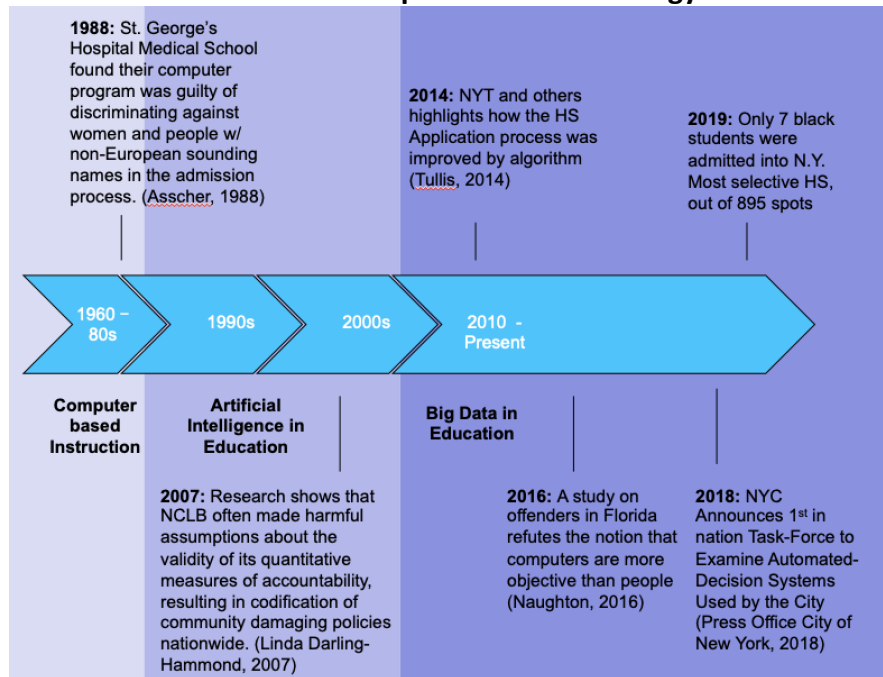 1988: St. George's
Hospital Medical School
found their computer
program was guilty of
discriminating against
women and people w/
non-European sounding
names in the admission
process. (Asscher, 1988)
2014: NYT and others
highlights how the HS
Application process was
improved by algorithm
(Tullis, 2014)
2019: Only 7 black
students were
admitted into N.Y.
Most selective HS,
out of 895 spots
1960 –
80s
1990s
2000s
2010 -
Present
Computer
based
Instruction
Artificial
Intelligence in
Education
Big Data in
Education
2007: Research shows that
NCLB often made harmful
assumptions about the
validity of its quantitative
measures of accountability,
resulting in codification of
community damaging policies
nationwide. (Linda Darling-
Hammond, 2007)
2016: A study on
offenders in Florida
refutes the notion that
computers are more
objective than people
(Naughton, 2016)
2018: NYC
Announces 1st in
nation Task-Force to
Examine Automated-
Decision Systems
Used by the City
(Press Office City of
New York, 2018)